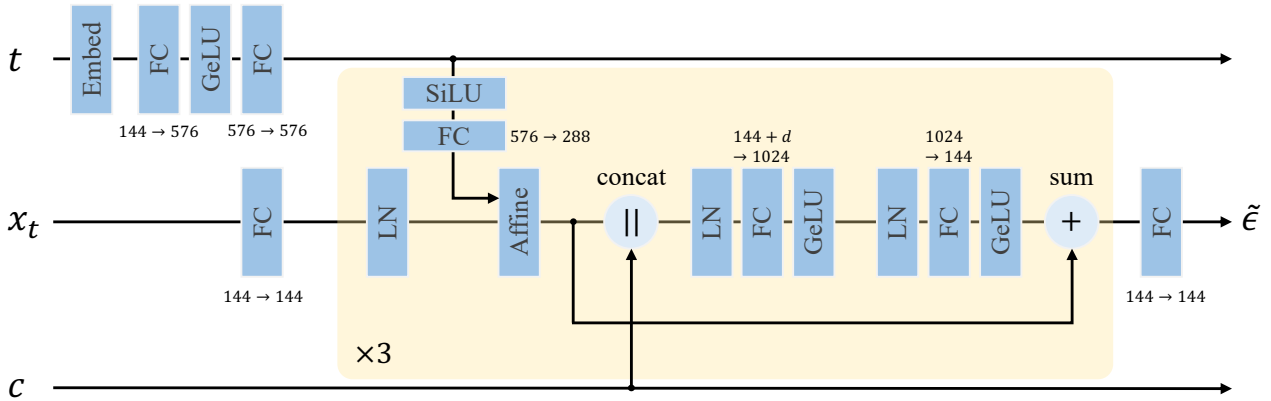 t
Embed
FC
GeLU
FC
144 → 576
576 → 576
SiLU
FC
576 → 288
x_t
FC
144 → 144
LN
Affine
concat
||
LN
144 + d
→ 1024
FC
GeLU
LN
1024
→ 144
FC
GeLU
sum
+
FC
144 → 144
ϵ̃
×3
c